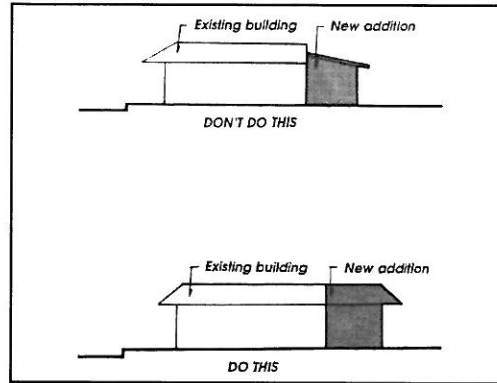 Existing building New addition
DON'T DO THIS
Existing building New addition
DO THIS